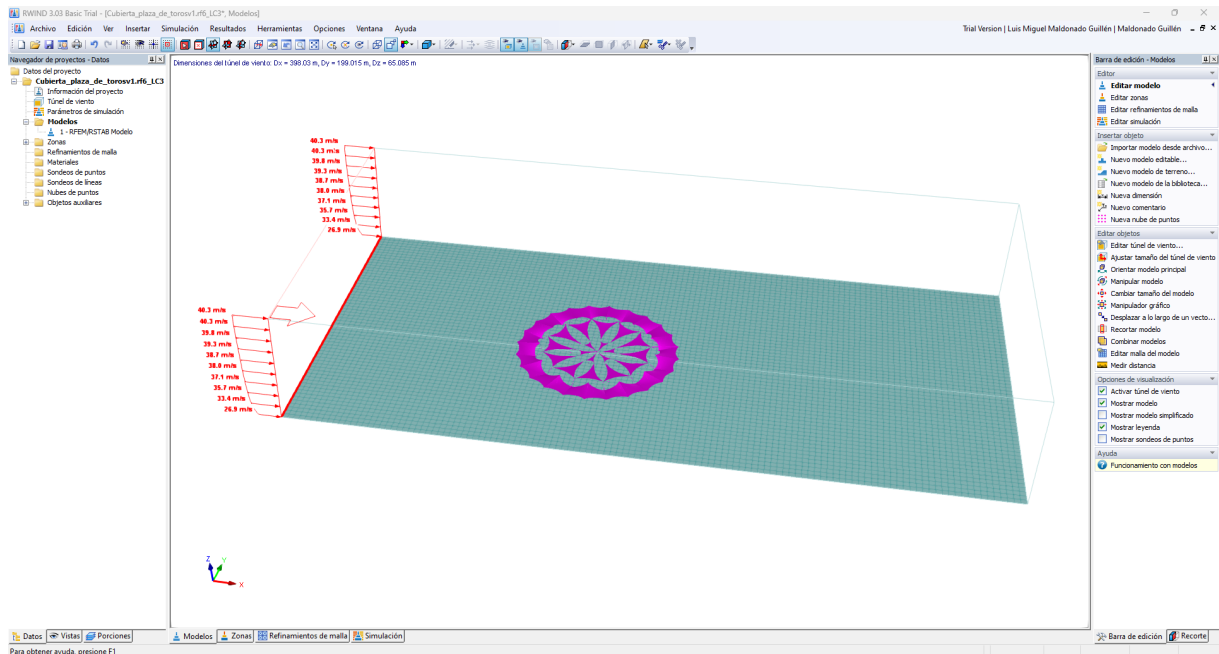 RWIND 3.03 Basic Trial - [Cubierta_plaza_de_torosv1.rf6_LC3*, Modelos]
Archivo Edición Ver Insertar Simulación Resultados Herramientas Opciones Ventana Ayuda
Trial Version | Luis Miguel Maldonado Guillén | Maldonado Guillén
Navegador de proyectos - Datos
Datos del proyecto
Cubierta_plaza_de_torosv1.rf6_LC3
Información del proyecto
Túnel de viento
Parámetros de simulación
Modelos
1 - RFEM/RSTAB Modelo
Zonas
Refinamientos de malla
Materiales
Sondeos de puntos
Sondeos de líneas
Nubes de puntos
Objetos auxiliares
Dimensiones del túnel de viento: Dx = 398.03 m, Dy = 199.015 m, Dz = 65.085 m
40.3 m/s
40.3 m/s
39.8 m/s
39.3 m/s
38.7 m/s
38.0 m/s
37.1 m/s
35.7 m/s
33.4 m/s
26.9 m/s
40.3 m/s
40.3 m/s
39.8 m/s
39.3 m/s
38.7 m/s
38.0 m/s
37.1 m/s
35.7 m/s
33.4 m/s
26.9 m/s
Z
Y
X
Barra de edición - Modelos
Editor
Editar modelo
Editar zonas
Editar refinamientos de malla
Editar simulación
Insertar objeto
Importar modelo desde archivo...
Nuevo modelo editable...
Nuevo modelo de terreno...
Nuevo modelo de la biblioteca...
Nueva dimensión
Nuevo comentario
Nueva nube de puntos
Editar objetos
Editar túnel de viento...
Ajustar tamaño del túnel de viento
Orientar modelo principal
Manipular modelo
Cambiar tamaño del modelo
Manipulador gráfico
Desplazar a lo largo de un vecto...
Recortar modelo
Combinar modelos
Editar malla del modelo
Medir distancia
Opciones de visualización
Activar túnel de viento
Mostrar modelo
Mostrar modelo simplificado
Mostrar leyenda
Mostrar sondeos de puntos
Ayuda
Funcionamiento con modelos
Datos Vistas Porciones
Modelos Zonas Refinamientos de malla Simulación
Barra de edición Recorte
Para obtener ayuda, presione F1